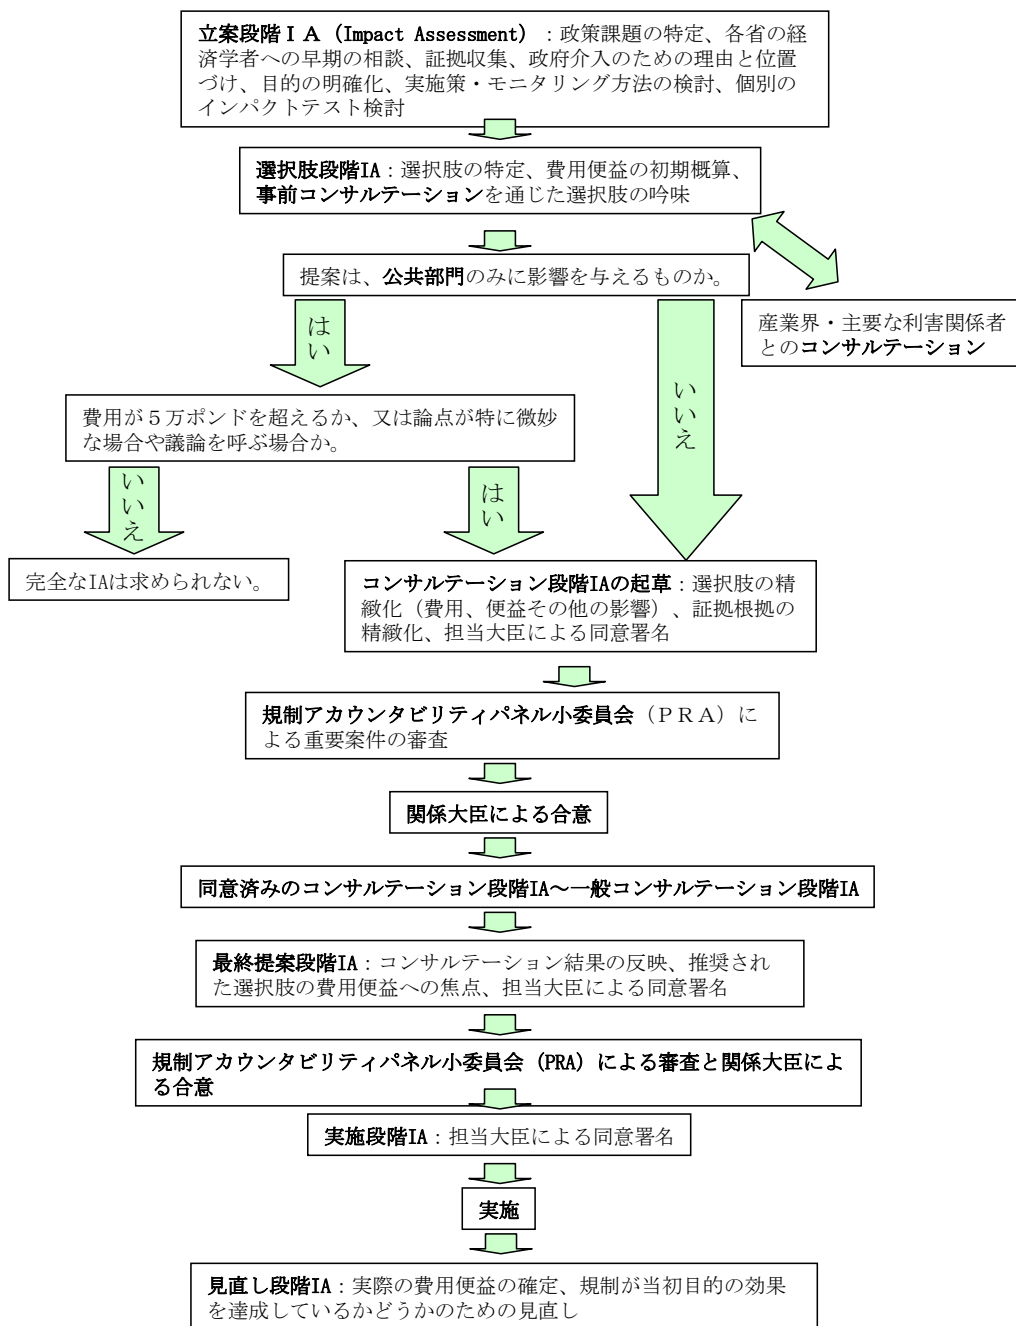 立案段階ＩＡ（Impact Assessment）：政策課題の特定、各省の経
済学者への早期の相談、証拠収集、政府介入のための理由と位置
づけ、目的の明確化、実施策・モニタリング方法の検討、個別の
インパクトテスト検討
選択肢段階IA：選択肢の特定、費用便益の初期概算、
事前コンサルテーションを通じた選択肢の吟味
提案は、公共部門のみに影響を与えるものか。
産業界・主要な利害関係者
とのコンサルテーション
はい
いいえ
費用が５万ポンドを超えるか、又は論点が特に微妙
な場合や議論を呼ぶ場合か。
いいえ
はい
完全なIAは求められない。
コンサルテーション段階IAの起草：選択肢の精
緻化（費用、便益その他の影響）、証拠根拠の
精緻化、担当大臣による同意署名
規制アカウンタビリティパネル小委員会（ＰＲＡ）に
よる重要案件の審査
関係大臣による合意
同意済みのコンサルテーション段階IA～一般コンサルテーション段階IA
最終提案段階IA：コンサルテーション結果の反映、推奨され
た選択肢の費用便益への焦点、担当大臣による同意署名
規制アカウンタビリティパネル小委員会（PRA）による審査と関係大臣によ
る合意
実施段階IA：担当大臣による同意署名
実施
見直し段階IA：実際の費用便益の確定、規制が当初目的の効果
を達成しているかどうかのための見直し